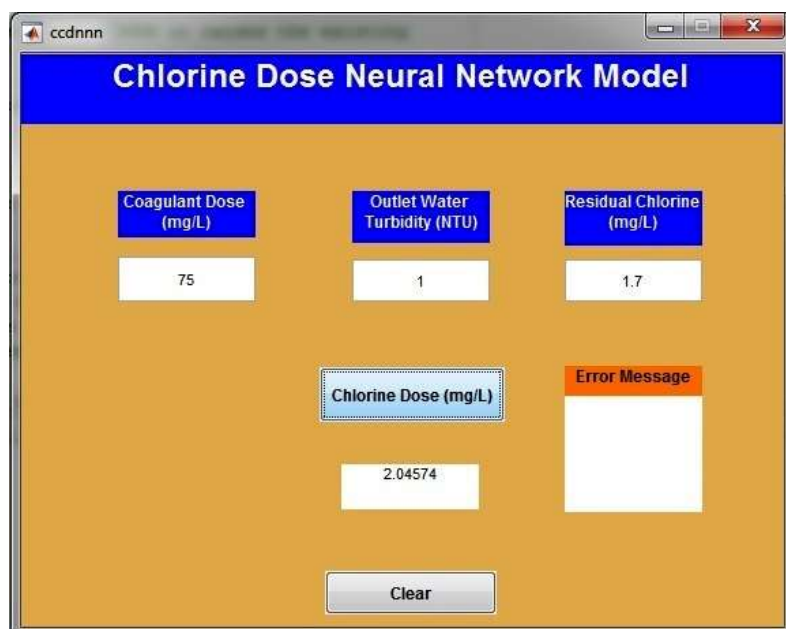 ccdnnn
Chlorine Dose Neural Network Model
Coagulant Dose
(mg/L)
Outlet Water
Turbidity (NTU)
Residual Chlorine
(mg/L)
75
1
1.7
Chlorine Dose (mg/L)
Error Message
2.04574
Clear